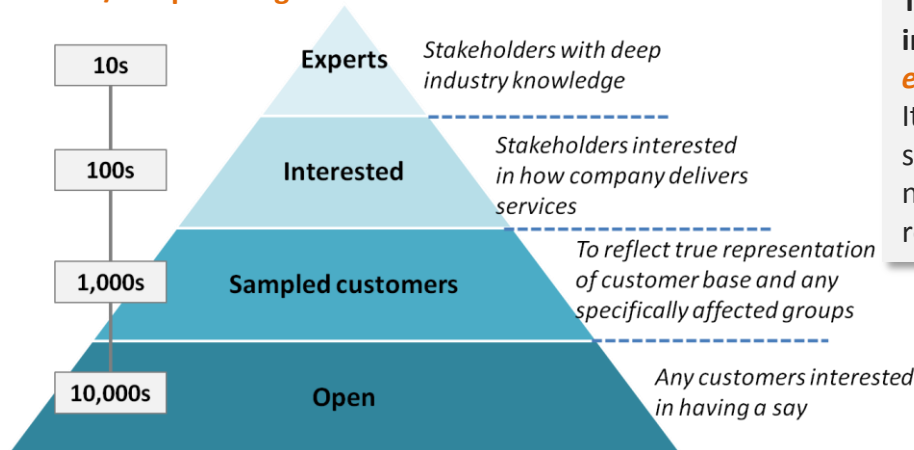 10s
Experts
Stakeholders with deep
industry knowledge
100s
Interested
Stakeholders interested
in how company delivers
services
1,000s
Sampled customers
To reflect true representation
of customer base and any
specifically affected groups
10,000s
Open
Any customers interested
in having a say